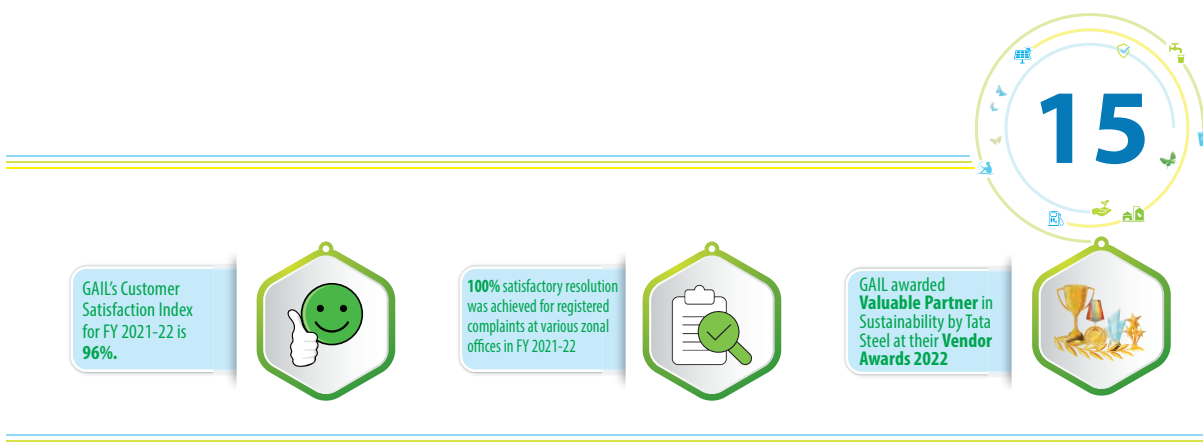 15
GAIL's Customer
Satisfaction Index
for FY 2021-22 is
96%.
100% satisfactory resolution
was achieved for registered
complaints at various zonal
offices in FY 2021-22
GAIL awarded
Valuable Partner in
Sustainability by Tata
Steel at their Vendor
Awards 2022